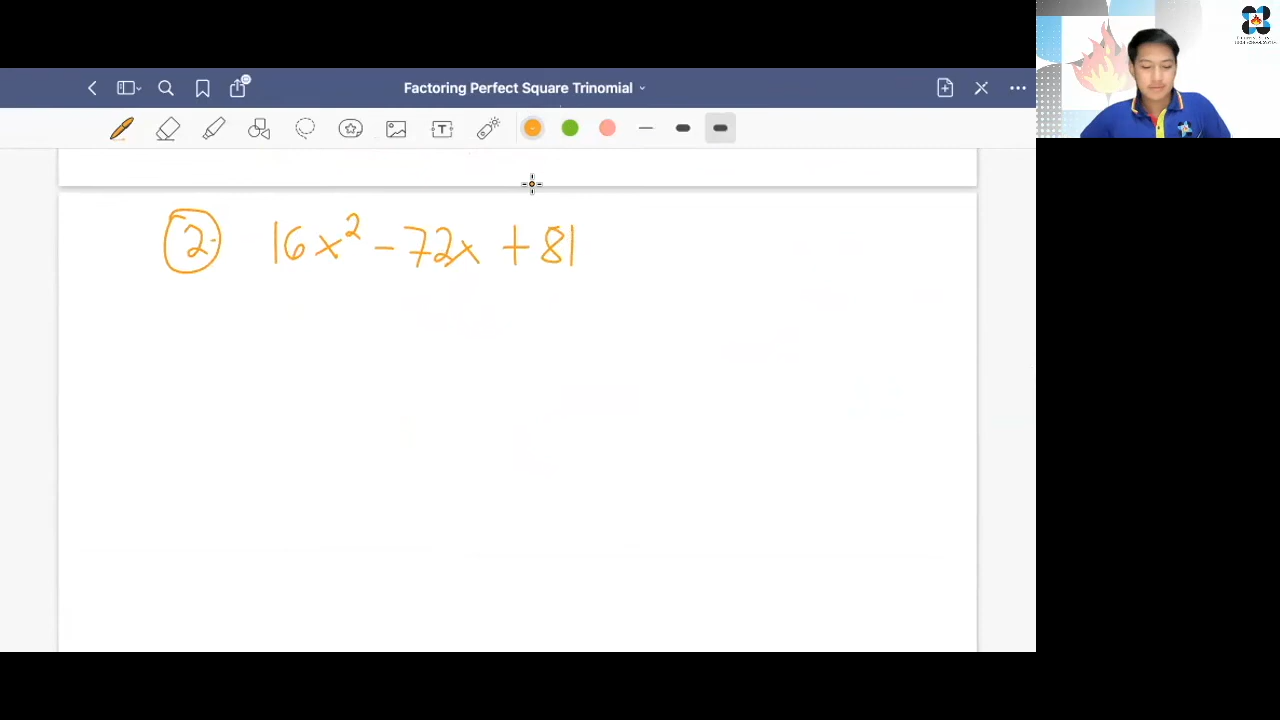 Factoring Perfect Square Trinomial
② 16x² - 72x + 81